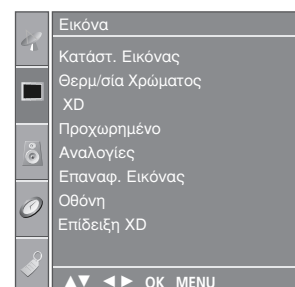 Εικόνα
Κατάστ. Εικόνας
Θερμ/σία Χρώματος
XD
Προχωρημένο
Αναλογίες
Επαναφ. Εικόνας
Οθόνη
Επίδειξη XD
▲▼ ◄► OK MENU